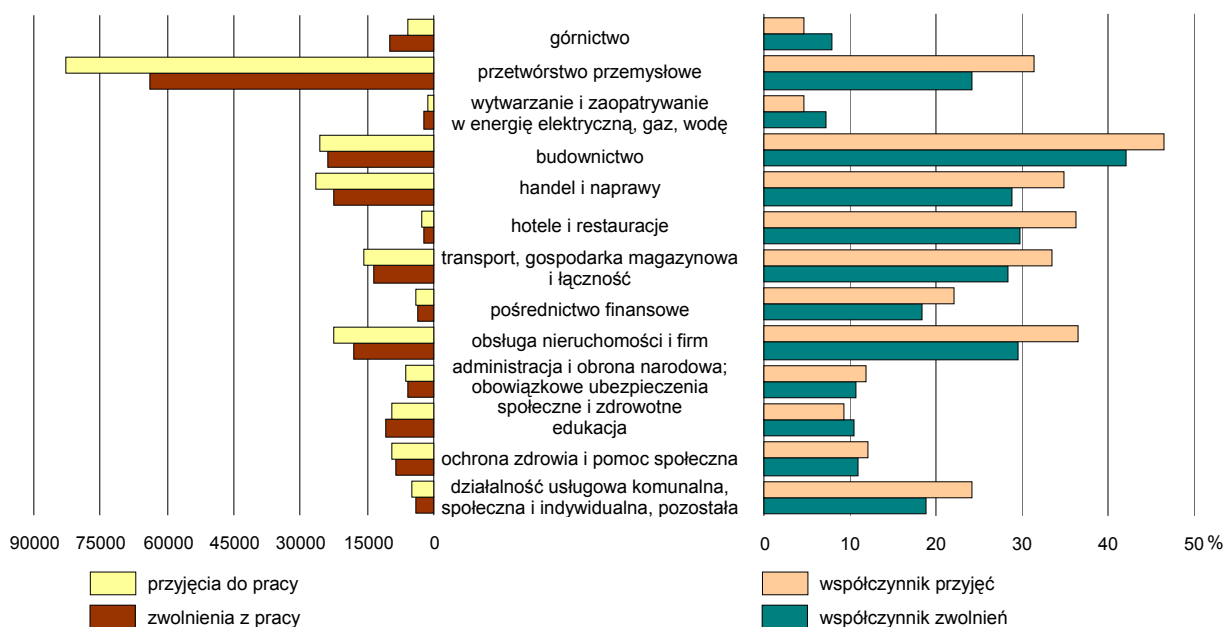 górnictwo
przetwórstwo przemysłowe
wytwarzanie i zaopatrywanie
w energię elektryczną, gaz, wodę
budownictwo
handel i naprawy
hotele i restauracje
transport, gospodarka magazynowa
i łączność
pośrednictwo finansowe
obsługa nieruchomości i firm
administracja i obrona narodowa;
obowiązkowe ubezpieczenia
społeczne i zdrowotne
edukacja
ochrona zdrowia i pomoc społeczna
działalność usługowa komunalna,
społeczna i indywidualna, pozostała
90000 75000 60000 45000 30000 15000 0
0 10 20 30 40 50 %
przyjęcia do pracy
zwolnienia z pracy
współczynnik przyjęć
współczynnik zwolnień